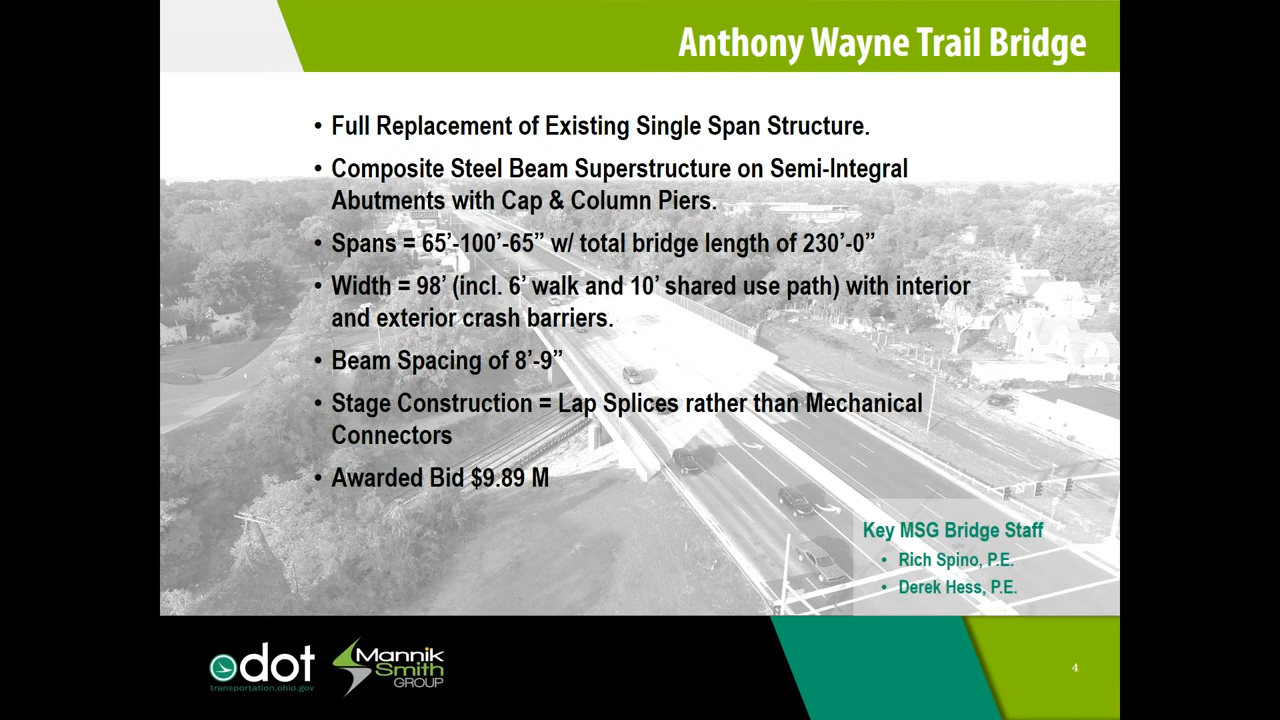 Anthony Wayne Trail Bridge
• Full Replacement of Existing Single Span Structure.
• Composite Steel Beam Superstructure on Semi-Integral
Abutments with Cap & Column Piers.
• Spans = 65’-100’-65” w/ total bridge length of 230’-0”
• Width = 98’ (incl. 6’ walk and 10’ shared use path) with interior
and exterior crash barriers.
• Beam Spacing of 8’-9”
• Stage Construction = Lap Splices rather than Mechanical
Connectors
• Awarded Bid $9.89 M
Key MSG Bridge Staff
• Rich Spino, P.E.
• Derek Hess, P.E.
odot
transportation.ohio.gov
Mannik
Smith
GROUP
4